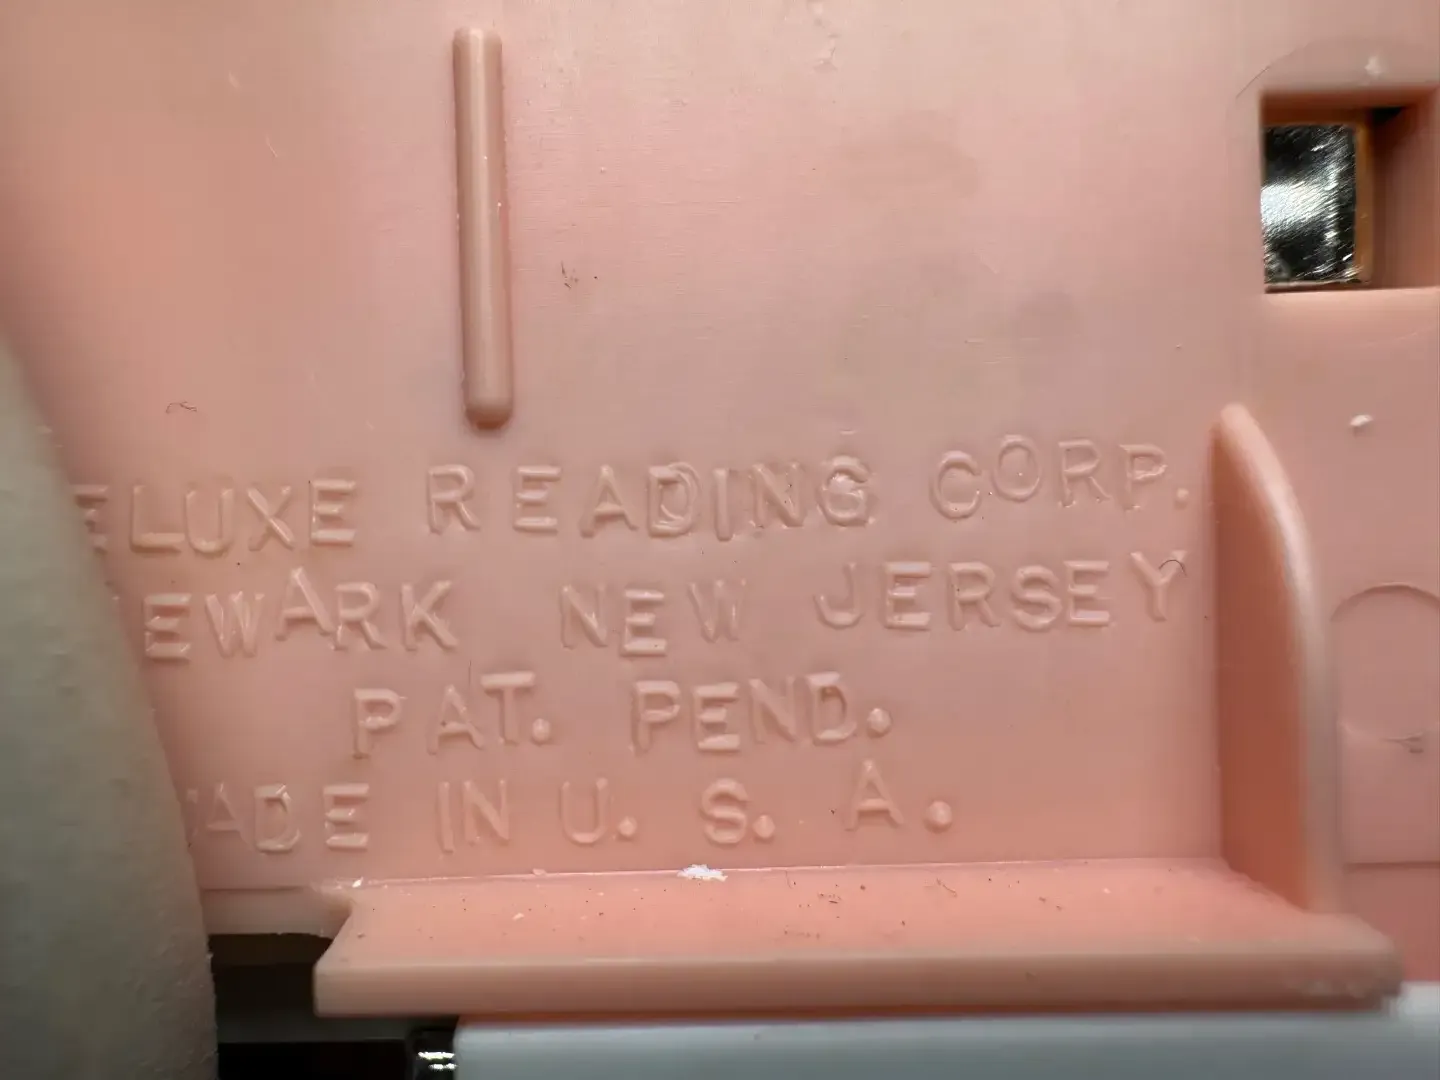 ELUXE READING CORP.
EWARK NEW JERSEY
PAT. PEND.
ADE IN U. S. A.